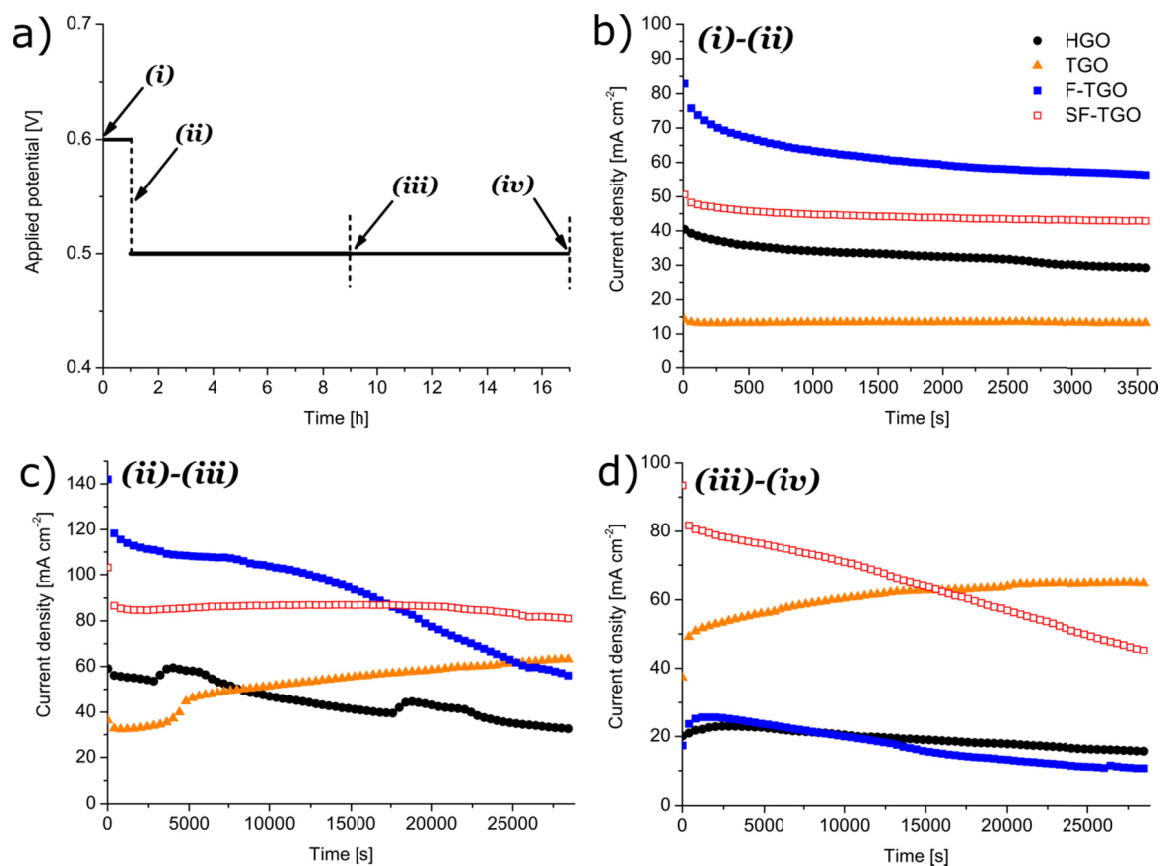 a)
0.7
0.6
0.5
0.4
Applied potential [V]
(i)
(ii)
(iii)
(iv)
0 2 4 6 8 10 12 14 16
Time [h]
b) (i)-(ii)
100
90
80
70
60
50
40
30
20
10
0
Current density [mA cm-2]
HGO
TGO
F-TGO
SF-TGO
0 500 1000 1500 2000 2500 3000 3500
Time [s]
c) (ii)-(iii)
140
120
100
80
60
40
20
0
Current density [mA cm-2]
0 5000 10000 15000 20000 25000
Time [s]
d) (iii)-(iv)
100
80
60
40
20
0
Current density [mA cm-2]
0 5000 10000 15000 20000 25000
Time [s]